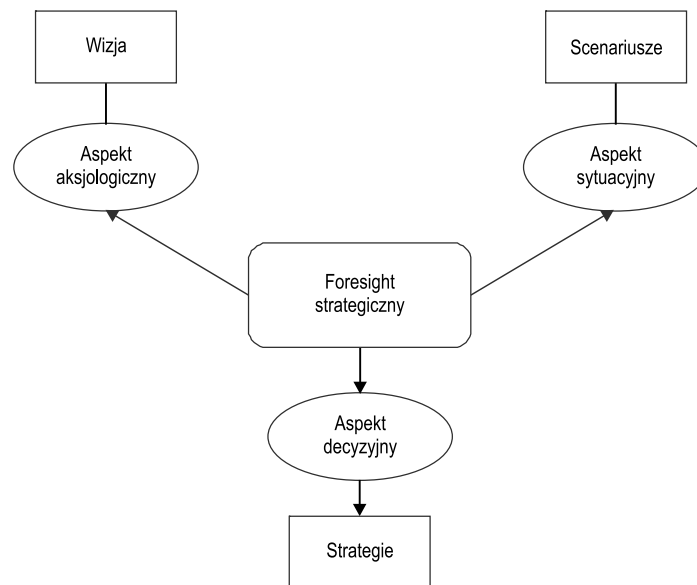 Wizja
Scenariusze
Aspekt
aksjologiczny
Aspekt
sytuacyjny
Foresight
strategiczny
Aspekt
decyzyjny
Strategie